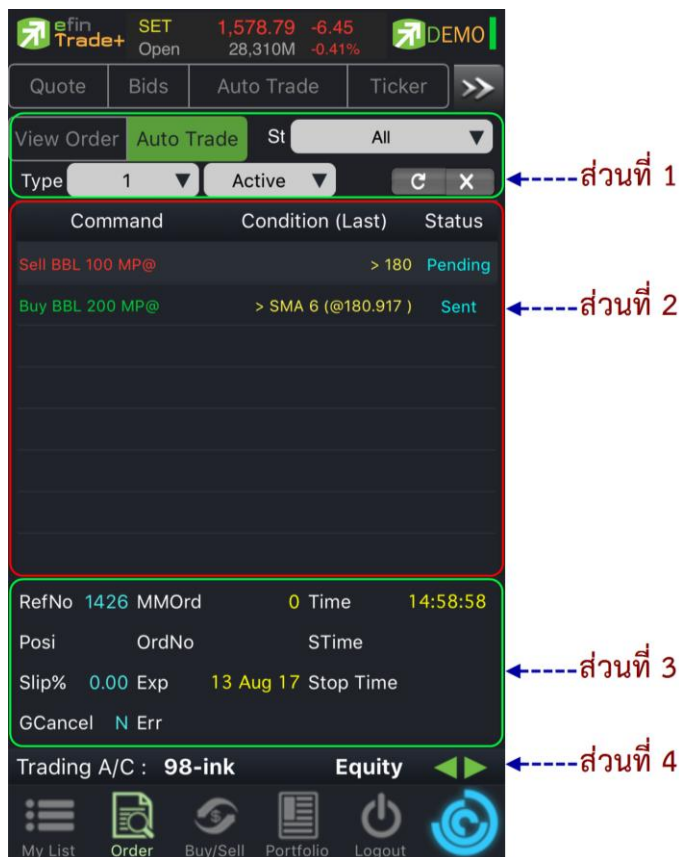 efin Trade+ SET 1,578.79 -6.45 DEMO
Open 28,310M -0.41%
Quote Bids Auto Trade Ticker >>
View Order Auto Trade St All ▼
Type 1 ▼ Active ▼ C X
ส่วนที่ 1
Command Condition (Last) Status
Sell BBL 100 MP@ > 180 Pending
Buy BBL 200 MP@ > SMA 6 (@180.917 ) Sent
ส่วนที่ 2
RefNo 1426 MMOrd 0 Time 14:58:58
Posi OrdNo STime
Slip% 0.00 Exp 13 Aug 17 Stop Time
GCancel N Err
ส่วนที่ 3
Trading A/C : 98-ink Equity
ส่วนที่ 4
My List Order Buy/Sell Portfolio Logout